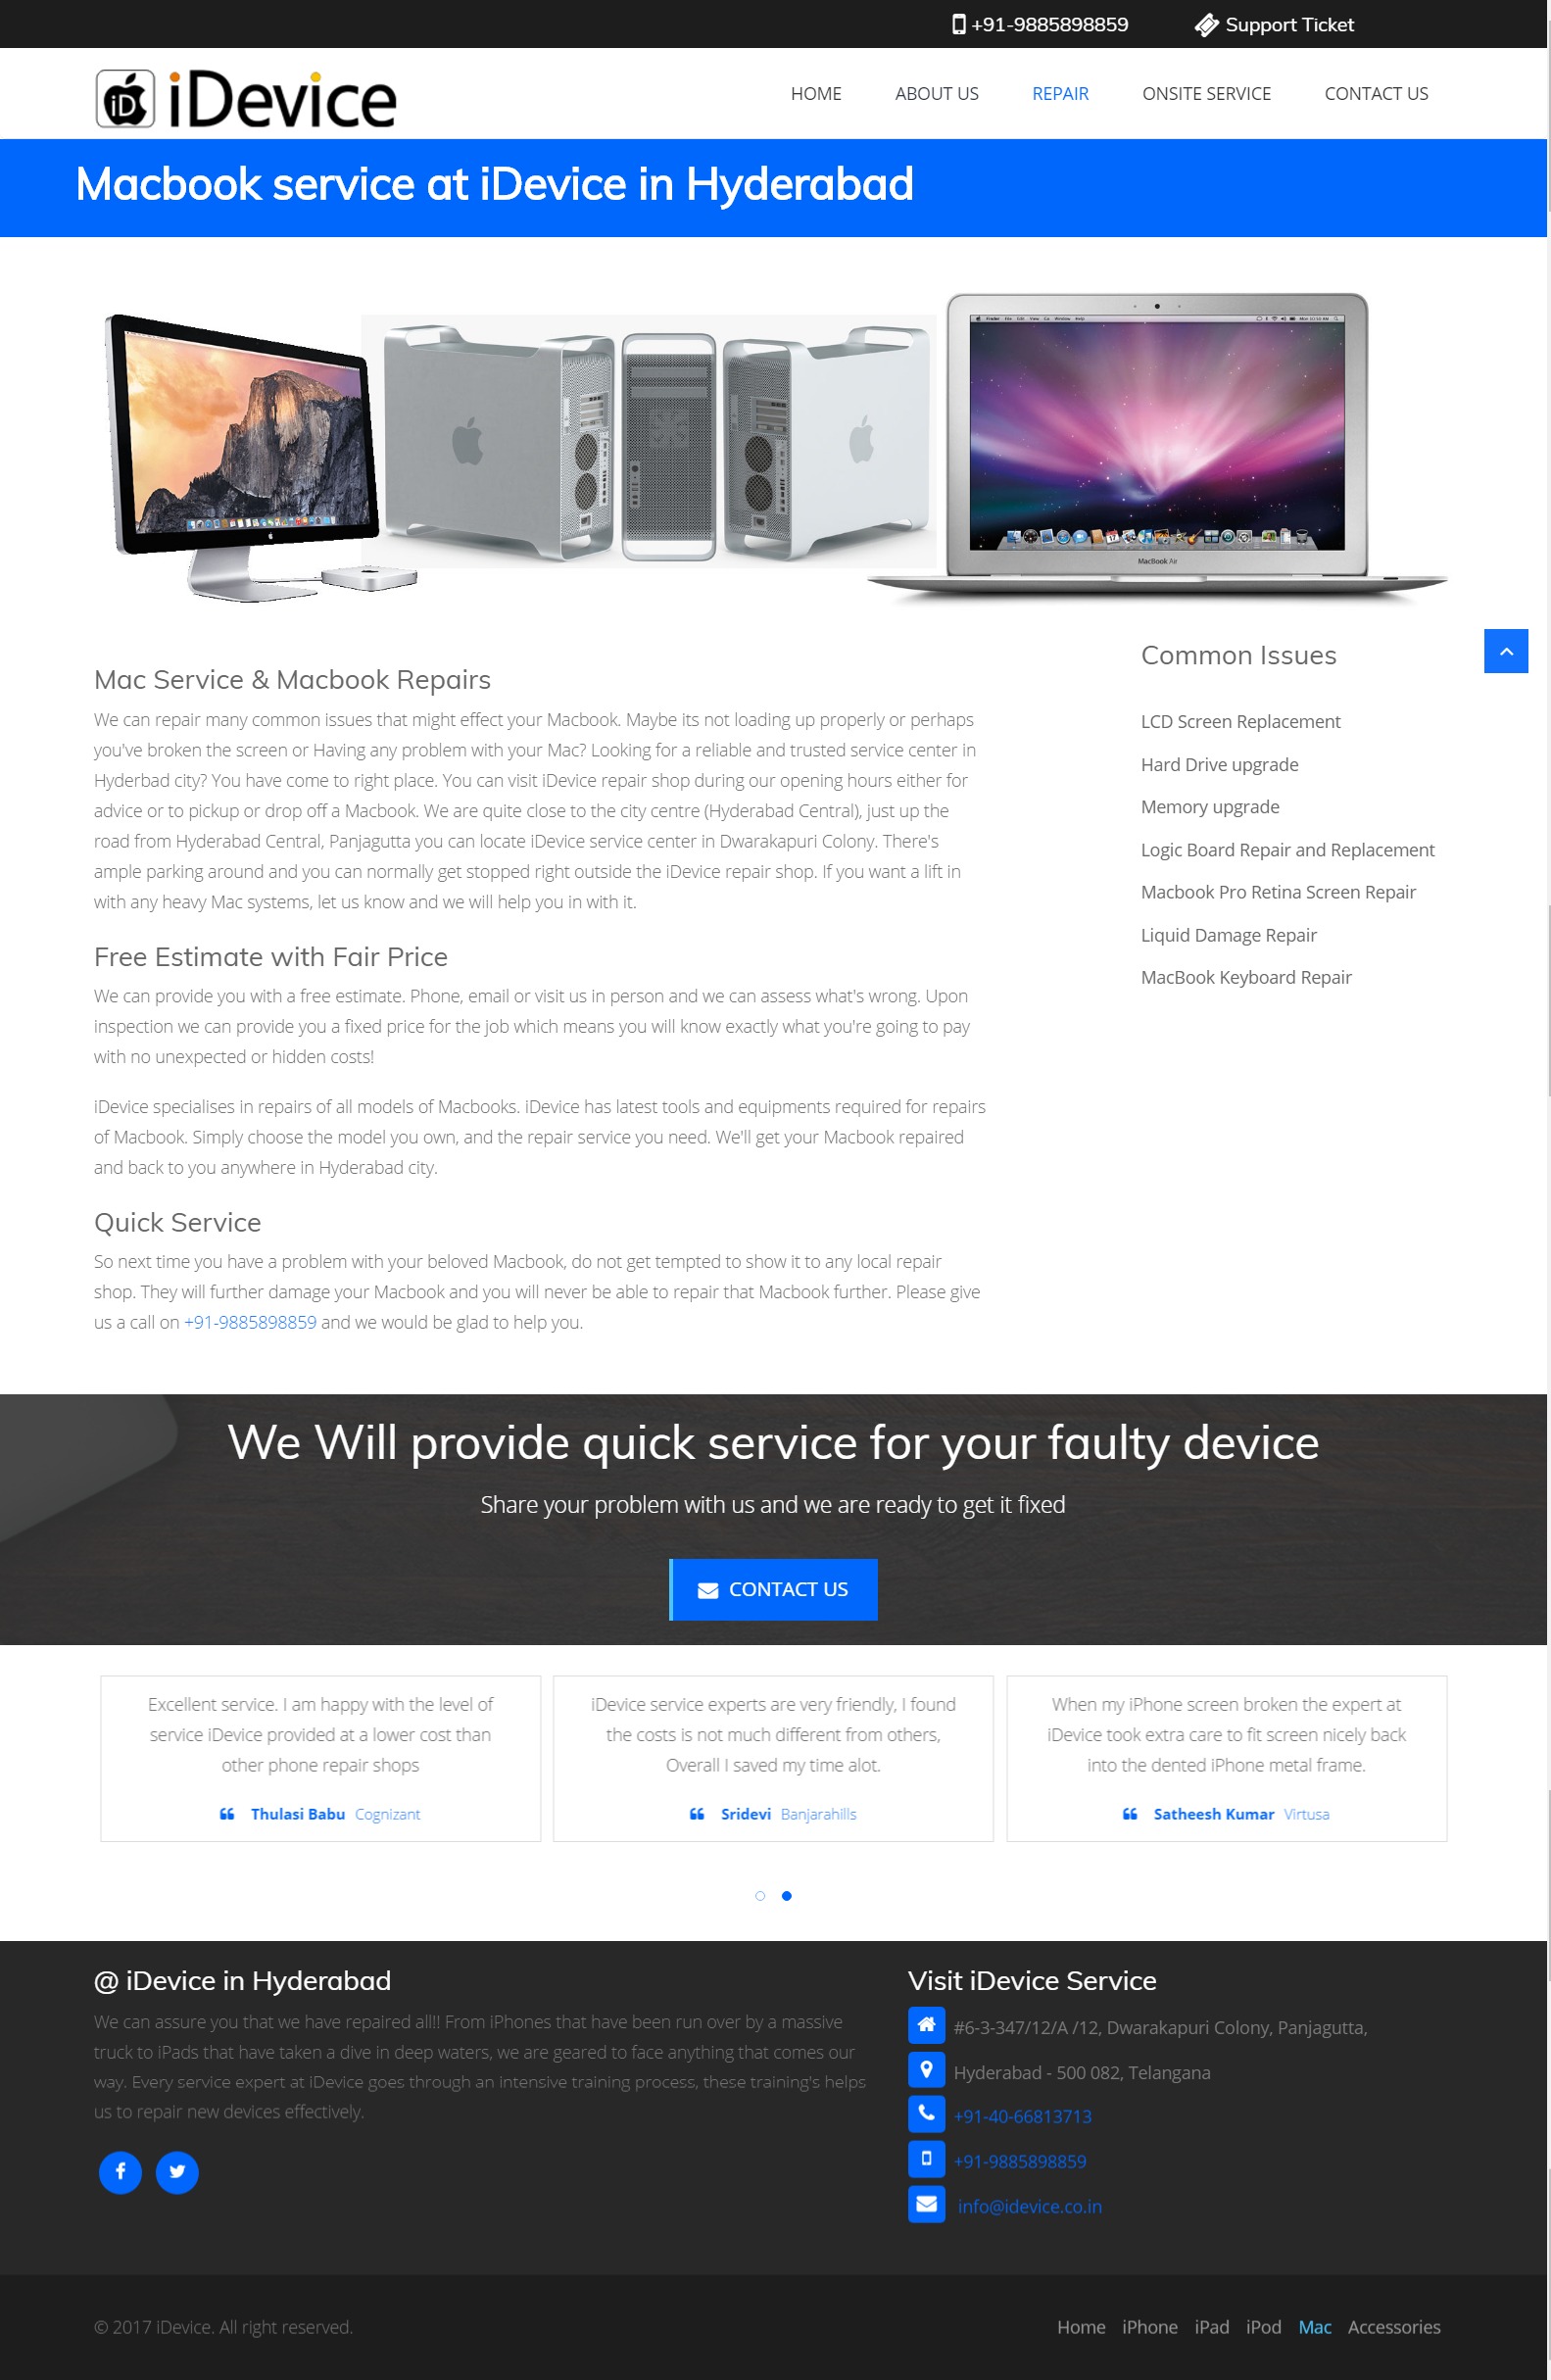 +91-9885898859 Support Ticket
iD iDevice
HOME ABOUT US REPAIR ONSITE SERVICE CONTACT US
Macbook service at iDevice in Hyderabad
MacBook Air
Mac Service & Macbook Repairs
We can repair many common issues that might effect your Macbook. Maybe its not loading up properly or perhaps
you've broken the screen or Having any problem with your Mac? Looking for a reliable and trusted service center in
Hyderbad city? You have come to right place. You can visit iDevice repair shop during our opening hours either for
advice or to pickup or drop off a Macbook. We are quite close to the city centre (Hyderabad Central), just up the
road from Hyderabad Central, Panjagutta you can locate iDevice service center in Dwarakapuri Colony. There's
ample parking around and you can normally get stopped right outside the iDevice repair shop. If you want a lift in
with any heavy Mac systems, let us know and we will help you in with it.
Free Estimate with Fair Price
We can provide you with a free estimate. Phone, email or visit us in person and we can assess what's wrong. Upon
inspection we can provide you a fixed price for the job which means you will know exactly what you're going to pay
with no unexpected or hidden costs!
iDevice specialises in repairs of all models of Macbooks. iDevice has latest tools and equipments required for repairs
of Macbook. Simply choose the model you own, and the repair service you need. We'll get your Macbook repaired
and back to you anywhere in Hyderabad city.
Quick Service
So next time you have a problem with your beloved Macbook, do not get tempted to show it to any local repair
shop. They will further damage your Macbook and you will never be able to repair that Macbook further. Please give
us a call on +91-9885898859 and we would be glad to help you.
Common Issues
LCD Screen Replacement
Hard Drive upgrade
Memory upgrade
Logic Board Repair and Replacement
Macbook Pro Retina Screen Repair
Liquid Damage Repair
MacBook Keyboard Repair
We Will provide quick service for your faulty device
Share your problem with us and we are ready to get it fixed
CONTACT US
Excellent service. I am happy with the level of
service iDevice provided at a lower cost than
other phone repair shops
Thulasi Babu Cognizant
iDevice service experts are very friendly, I found
the costs is not much different from others,
Overall I saved my time alot.
Sridevi Banjarahills
When my iPhone screen broken the expert at
iDevice took extra care to fit screen nicely back
into the dented iPhone metal frame.
Satheesh Kumar Virtusa
@ iDevice in Hyderabad
We can assure you that we have repaired all!! From iPhones that have been run over by a massive
truck to iPads that have taken a dive in deep waters, we are geared to face anything that comes our
way. Every service expert at iDevice goes through an intensive training process, these training's helps
us to repair new devices effectively.
Visit iDevice Service
#6-3-347/12/A /12, Dwarakapuri Colony, Panjagutta,
Hyderabad - 500 082, Telangana
+91-40-66813713
+91-9885898859
info@idevice.co.in
© 2017 iDevice. All right reserved.
Home iPhone iPad iPod Mac Accessories